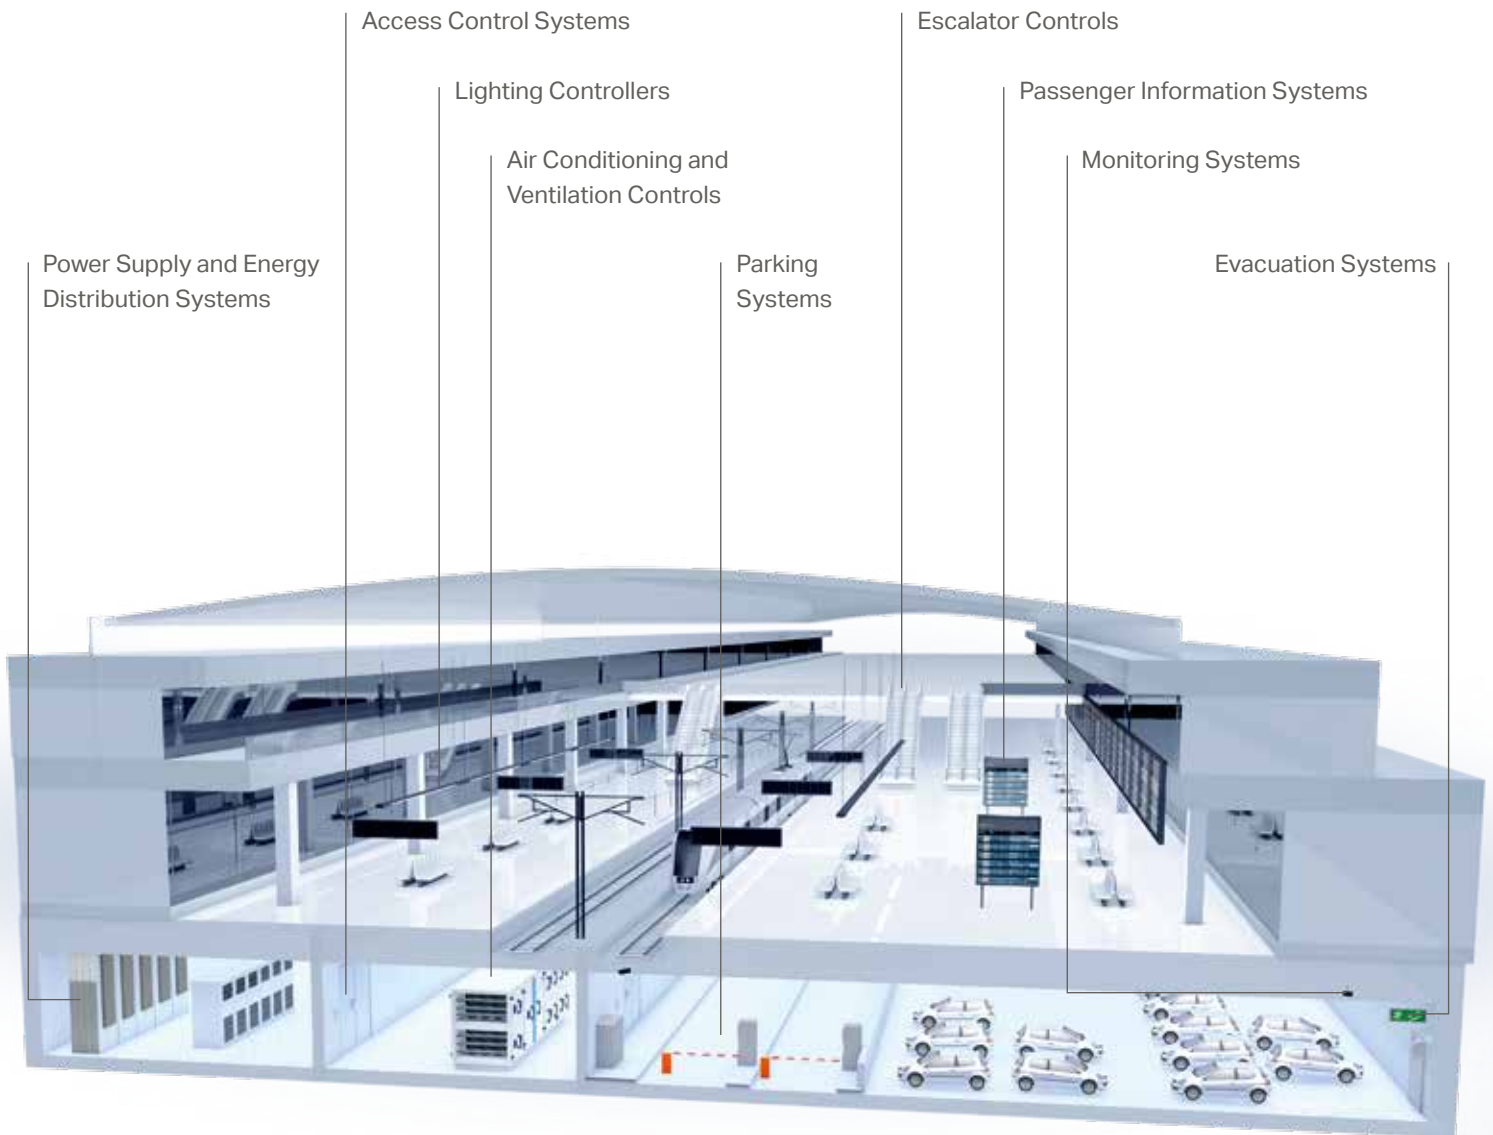 Access Control Systems
Escalator Controls
Lighting Controllers
Passenger Information Systems
Air Conditioning and
Ventilation Controls
Monitoring Systems
Power Supply and Energy
Distribution Systems
Parking
Systems
Evacuation Systems